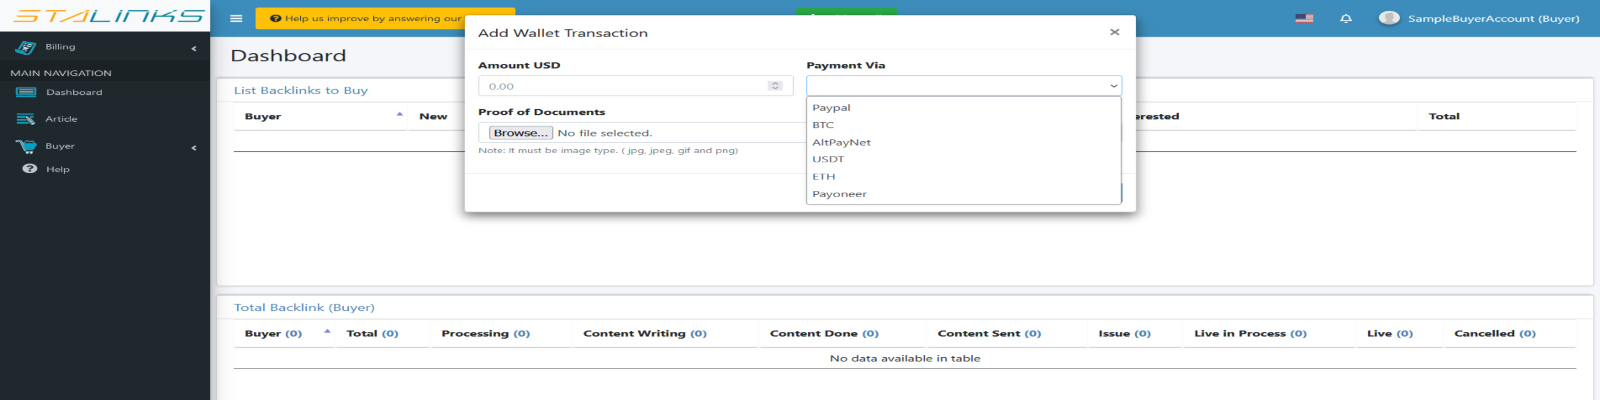 STALINKS
Help us improve by answering our
SampleBuyerAccount (Buyer)
Billing
MAIN NAVIGATION
Dashboard
Article
Buyer
Help
Dashboard
List Backlinks to Buy
Buyer New erested Total
Add Wallet Transaction ×
Amount USD Payment Via
0.00
Paypal
BTC
AltPayNet
USDT
ETH
Payoneer
Proof of Documents
Browse... No file selected.
Note: It must be image type. ( jpg, jpeg, gif and png)
Total Backlink (Buyer)
Buyer (0) Total (0) Processing (0) Content Writing (0) Content Done (0) Content Sent (0) Issue (0) Live in Process (0) Live (0) Cancelled (0)
No data available in table